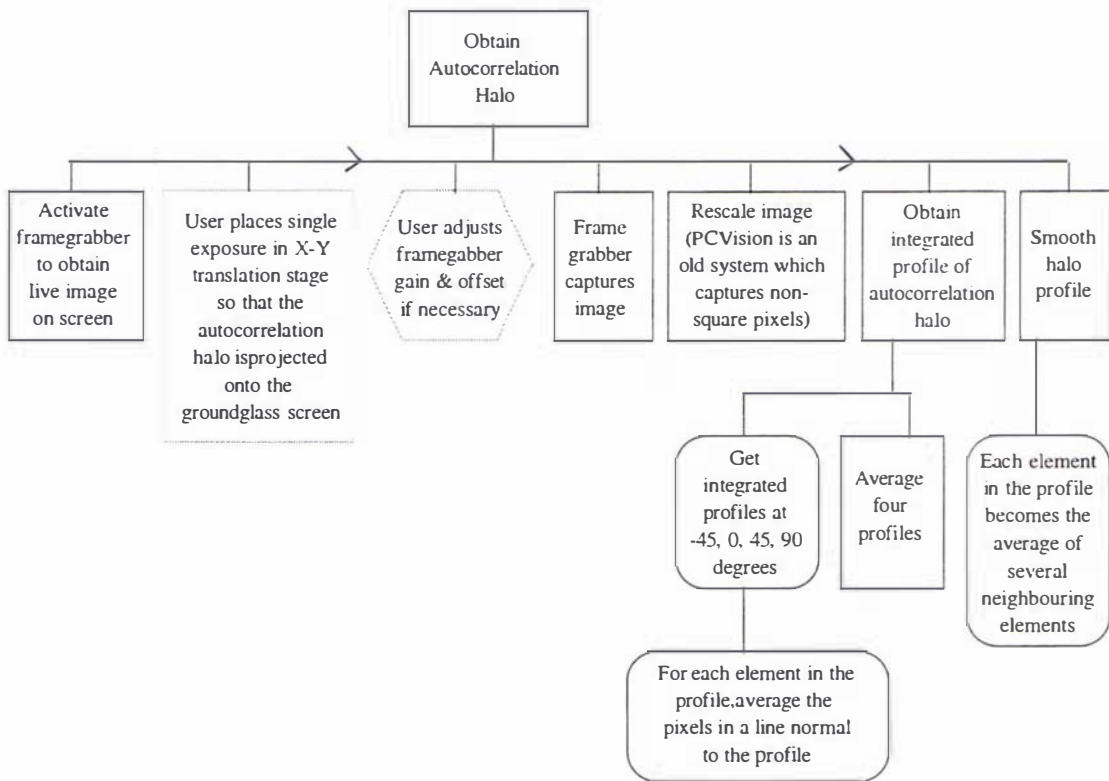 Obtain
Autocorrelation
Halo
Activate
framegrabber
to obtain
live image
on screen
User places single
exposure in X-Y
translation stage
so that the
autocorrelation
halo isprojected
onto the
groundglass screen
User adjusts
framegabber
gain & offset
if necessary
Frame
grabber
captures
image
Rescale image
(PCVision is an
old system which
captures non-
square pixels)
Obtain
integrated
profile of
autocorrelation
halo
Smooth
halo
profile
Get
integrated
profiles at
-45, 0, 45, 90
degrees
Average
four
profiles
Each element
in the profile
becomes the
average of
several
neighbouring
elements
For each element in the
profile,average the
pixels in a line normal
to the profile